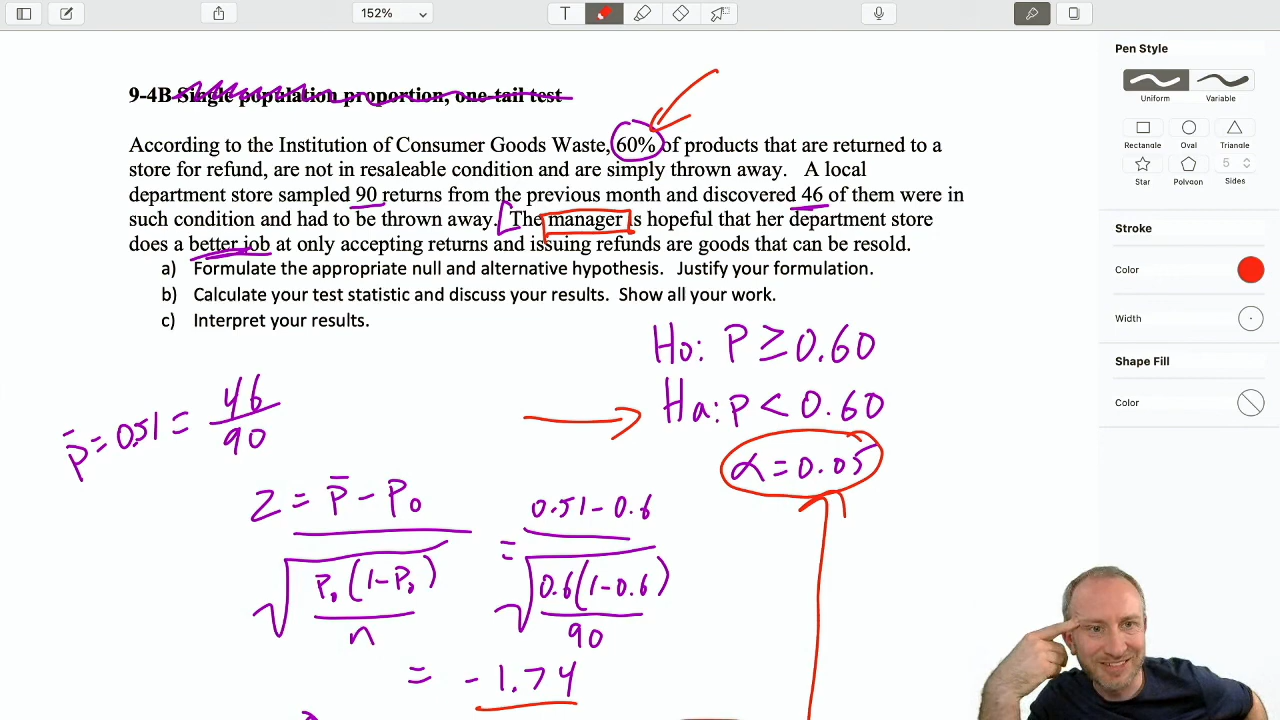 152%
T
9-4B Single population proportion, one-tail test
According to the Institution of Consumer Goods Waste, 60% of products that are returned to a
store for refund, are not in resaleable condition and are simply thrown away. A local
department store sampled 90 returns from the previous month and discovered 46 of them were in
such condition and had to be thrown away. The manager is hopeful that her department store
does a better job at only accepting returns and issuing refunds are goods that can be resold.
a) Formulate the appropriate null and alternative hypothesis. Justify your formulation.
b) Calculate your test statistic and discuss your results. Show all your work.
c) Interpret your results.
Ho: P ≥ 0.60
Ha: P < 0.60
α = 0.05
p̄ = 0.51 = 46/90
Z = p̄ - P₀ / √(P₀(1-P₀)/n) = 0.51 - 0.6 / √(0.6(1-0.6)/90)
= -1.74
Pen Style
Uniform
Variable
Rectangle
Oval
Triangle
Star
Polygon
5
Sides
Stroke
Color
Width
Shape Fill
Color